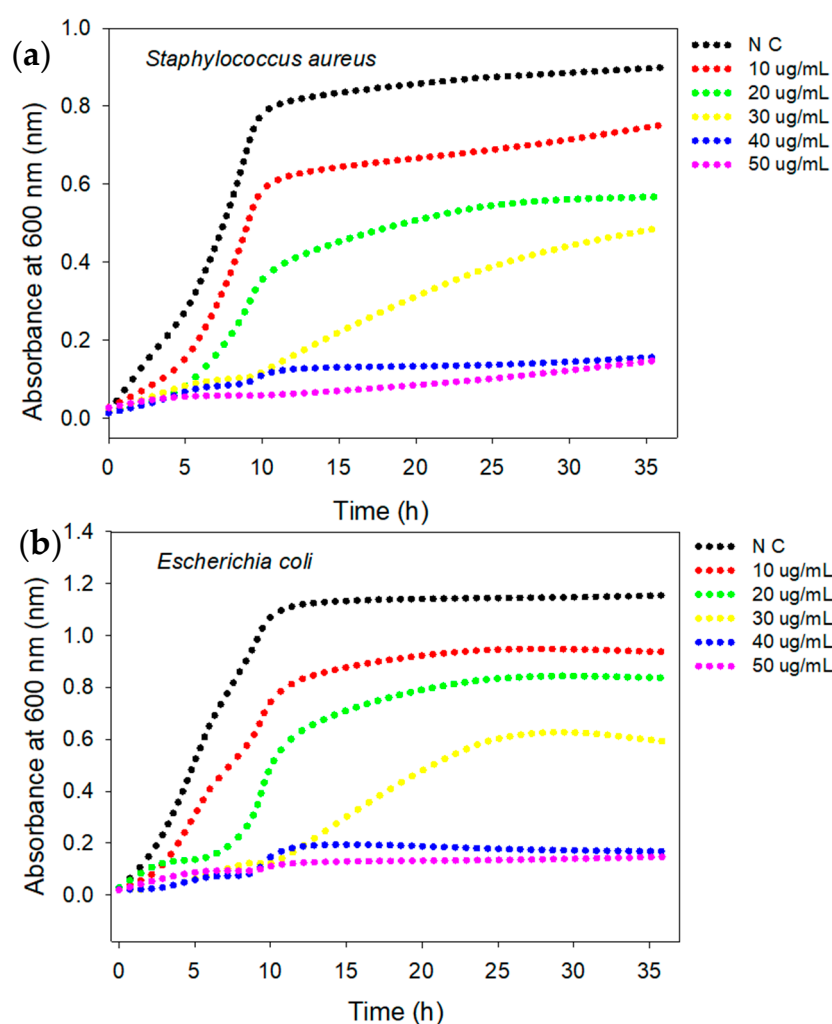 (a)
Staphylococcus aureus
N C
10 ug/mL
20 ug/mL
30 ug/mL
40 ug/mL
50 ug/mL
Absorbance at 600 nm (nm)
1.0
0.8
0.6
0.4
0.2
0.0
0 5 10 15 20 25 30 35
Time (h)
(b)
Escherichia coli
N C
10 ug/mL
20 ug/mL
30 ug/mL
40 ug/mL
50 ug/mL
Absorbance at 600 nm (nm)
1.4
1.2
1.0
0.8
0.6
0.4
0.2
0.0
0 5 10 15 20 25 30 35
Time (h)